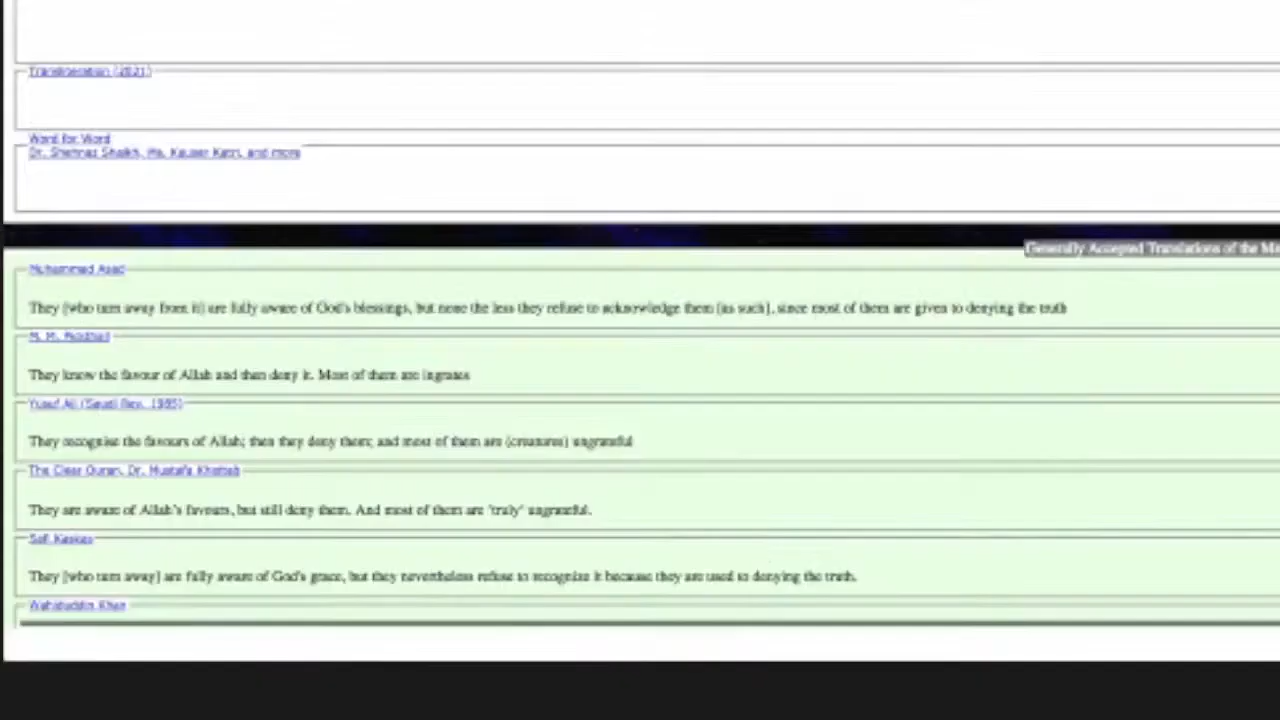 Transliteration (2021)
Word for Word
Dr. Shehnaz Shaikh, Ms. Kauser Katri, and more
Generally Accepted Translations of the Me
Muhammad Asad
They [who turn away from it] are fully aware of God's blessings, but none the less they refuse to acknowledge them [as such], since most of them are given to denying the truth
M. M. Pickthall
They know the favour of Allah and then deny it. Most of them are ingrates
Yusuf Ali (Saudi Rev. 1985)
They recognise the favours of Allah; then they deny them; and most of them are (creatures) ungrateful
The Clear Quran, Dr. Mustafa Khattab
They are aware of Allah's favours, but still deny them. And most of them are 'truly' ungrateful.
Safi Kaskas
They [who turn away] are fully aware of God's grace, but they nevertheless refuse to recognize it because they are used to denying the truth.
Wahiduddin Khan